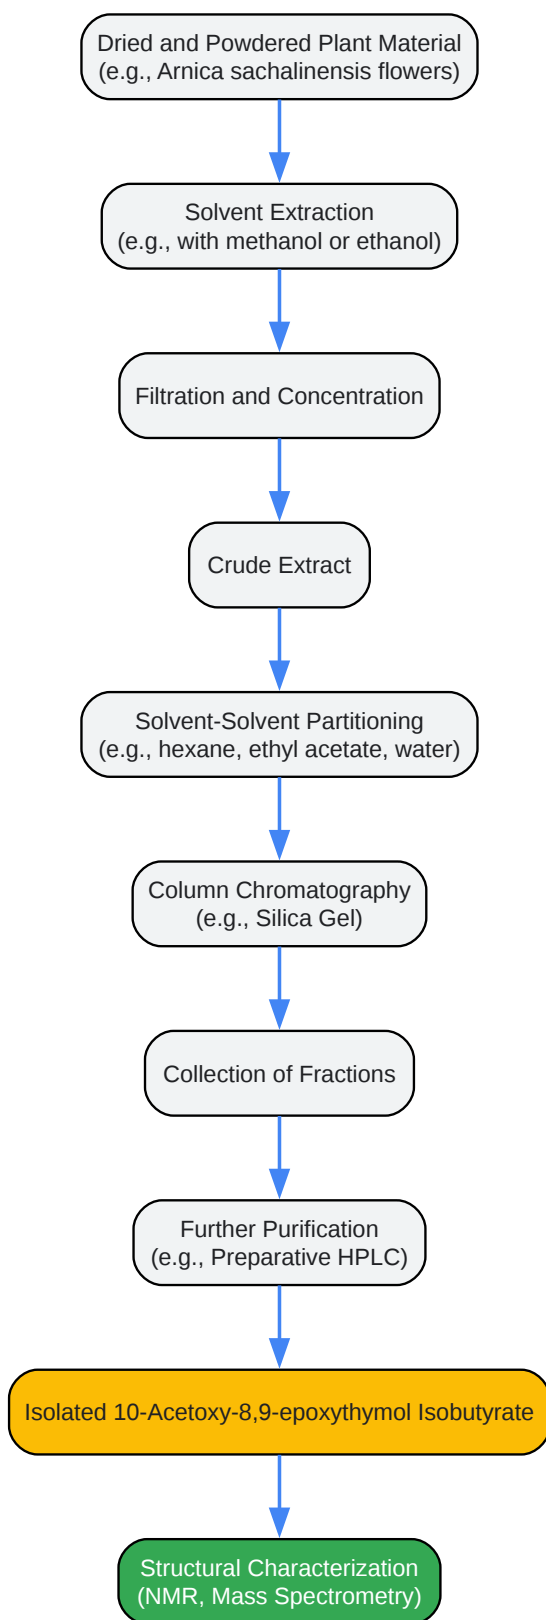 Dried and Powdered Plant Material
(e.g., Arnica sachalinensis flowers)
Solvent Extraction
(e.g., with methanol or ethanol)
Filtration and Concentration
Crude Extract
Solvent-Solvent Partitioning
(e.g., hexane, ethyl acetate, water)
Column Chromatography
(e.g., Silica Gel)
Collection of Fractions
Further Purification
(e.g., Preparative HPLC)
Isolated 10-Acetoxy-8,9-epoxythymol Isobutyrate
Structural Characterization
(NMR, Mass Spectrometry)